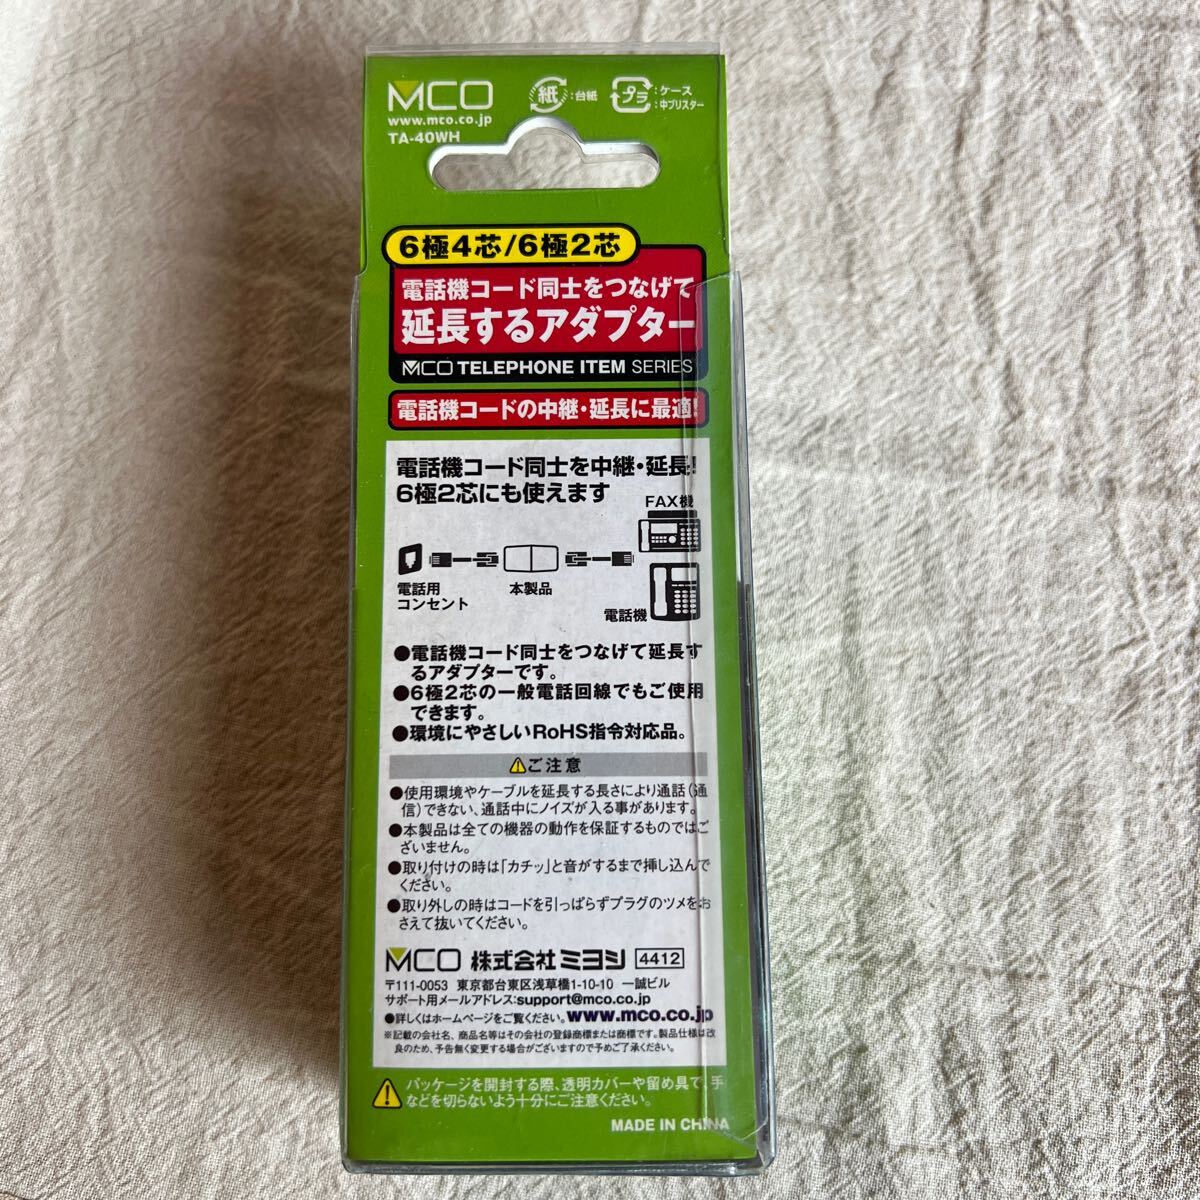 MCO
www.mco.co.jp
TA-40WH
紙 :台紙
プラ :ケース
:中ブリスター
6極4芯/6極2芯
電話機コード同士をつなげて
延長するアダプター
MCO TELEPHONE ITEM SERIES
電話機コードの中継・延長に最適!
電話機コード同士を中継・延長!
6極2芯にも使えます
FAX機
電話用
コンセント
本製品
電話機
●電話機コード同士をつなげて延長す
るアダプターです。
●6極2芯の一般電話回線でもご使用
できます。
●環境にやさしいRoHS指令対応品。
⚠ご注意
●使用環境やケーブルを延長する長さにより通話(通
信)できない、通話中にノイズが入る事があります。
●本製品は全ての機器の動作を保証するものではご
ざいません。
●取り付けの時は「カチッ」と音がするまで挿し込んで
ください。
●取り外しの時はコードを引っぱらずプラグのツメをお
さえて抜いてください。
MCO 株式会社ミヨシ 4412
〒111-0053 東京都台東区浅草橋1-10-10 一誠ビル
サポート用メールアドレス:support@mco.co.jp
●詳しくはホームページをご覧ください。www.mco.co.jp
※記載の会社名、商品名等はその会社の登録商標または商標です。製品仕様は改
良のため、予告無く変更する場合がございますので予めご了承ください。
⚠パッケージを開封する際、透明カバーや留め具で、手
などを切らないよう十分にご注意ください。
MADE IN CHINA